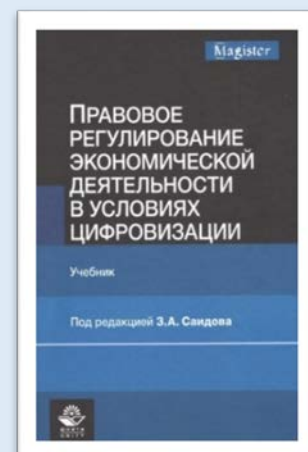 Magister
ПРАВОВОЕ
РЕГУЛИРОВАНИЕ
ЭКОНОМИЧЕСКОЙ
ДЕЯТЕЛЬНОСТИ
В УСЛОВИЯХ
ЦИФРОВИЗАЦИИ
Учебник
Под редакцией З.А. Саидова